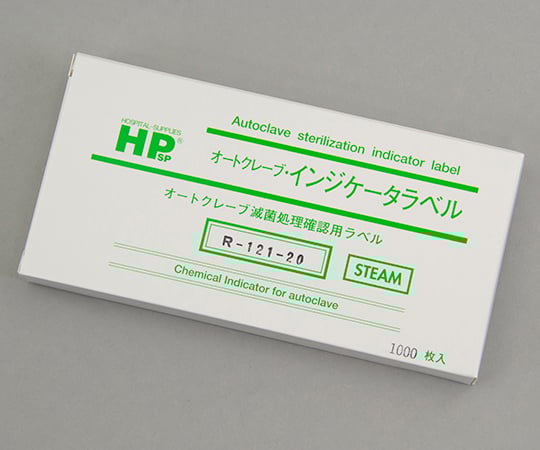 HOSPITAL-SUPPLIES
HP®
SP
Autoclave sterilization indicator label
オートクレーブ・インジケータラベル
オートクレーブ滅菌処理確認用ラベル
R-121-20
STEAM
Chemical Indicator for autoclave
1000 枚入